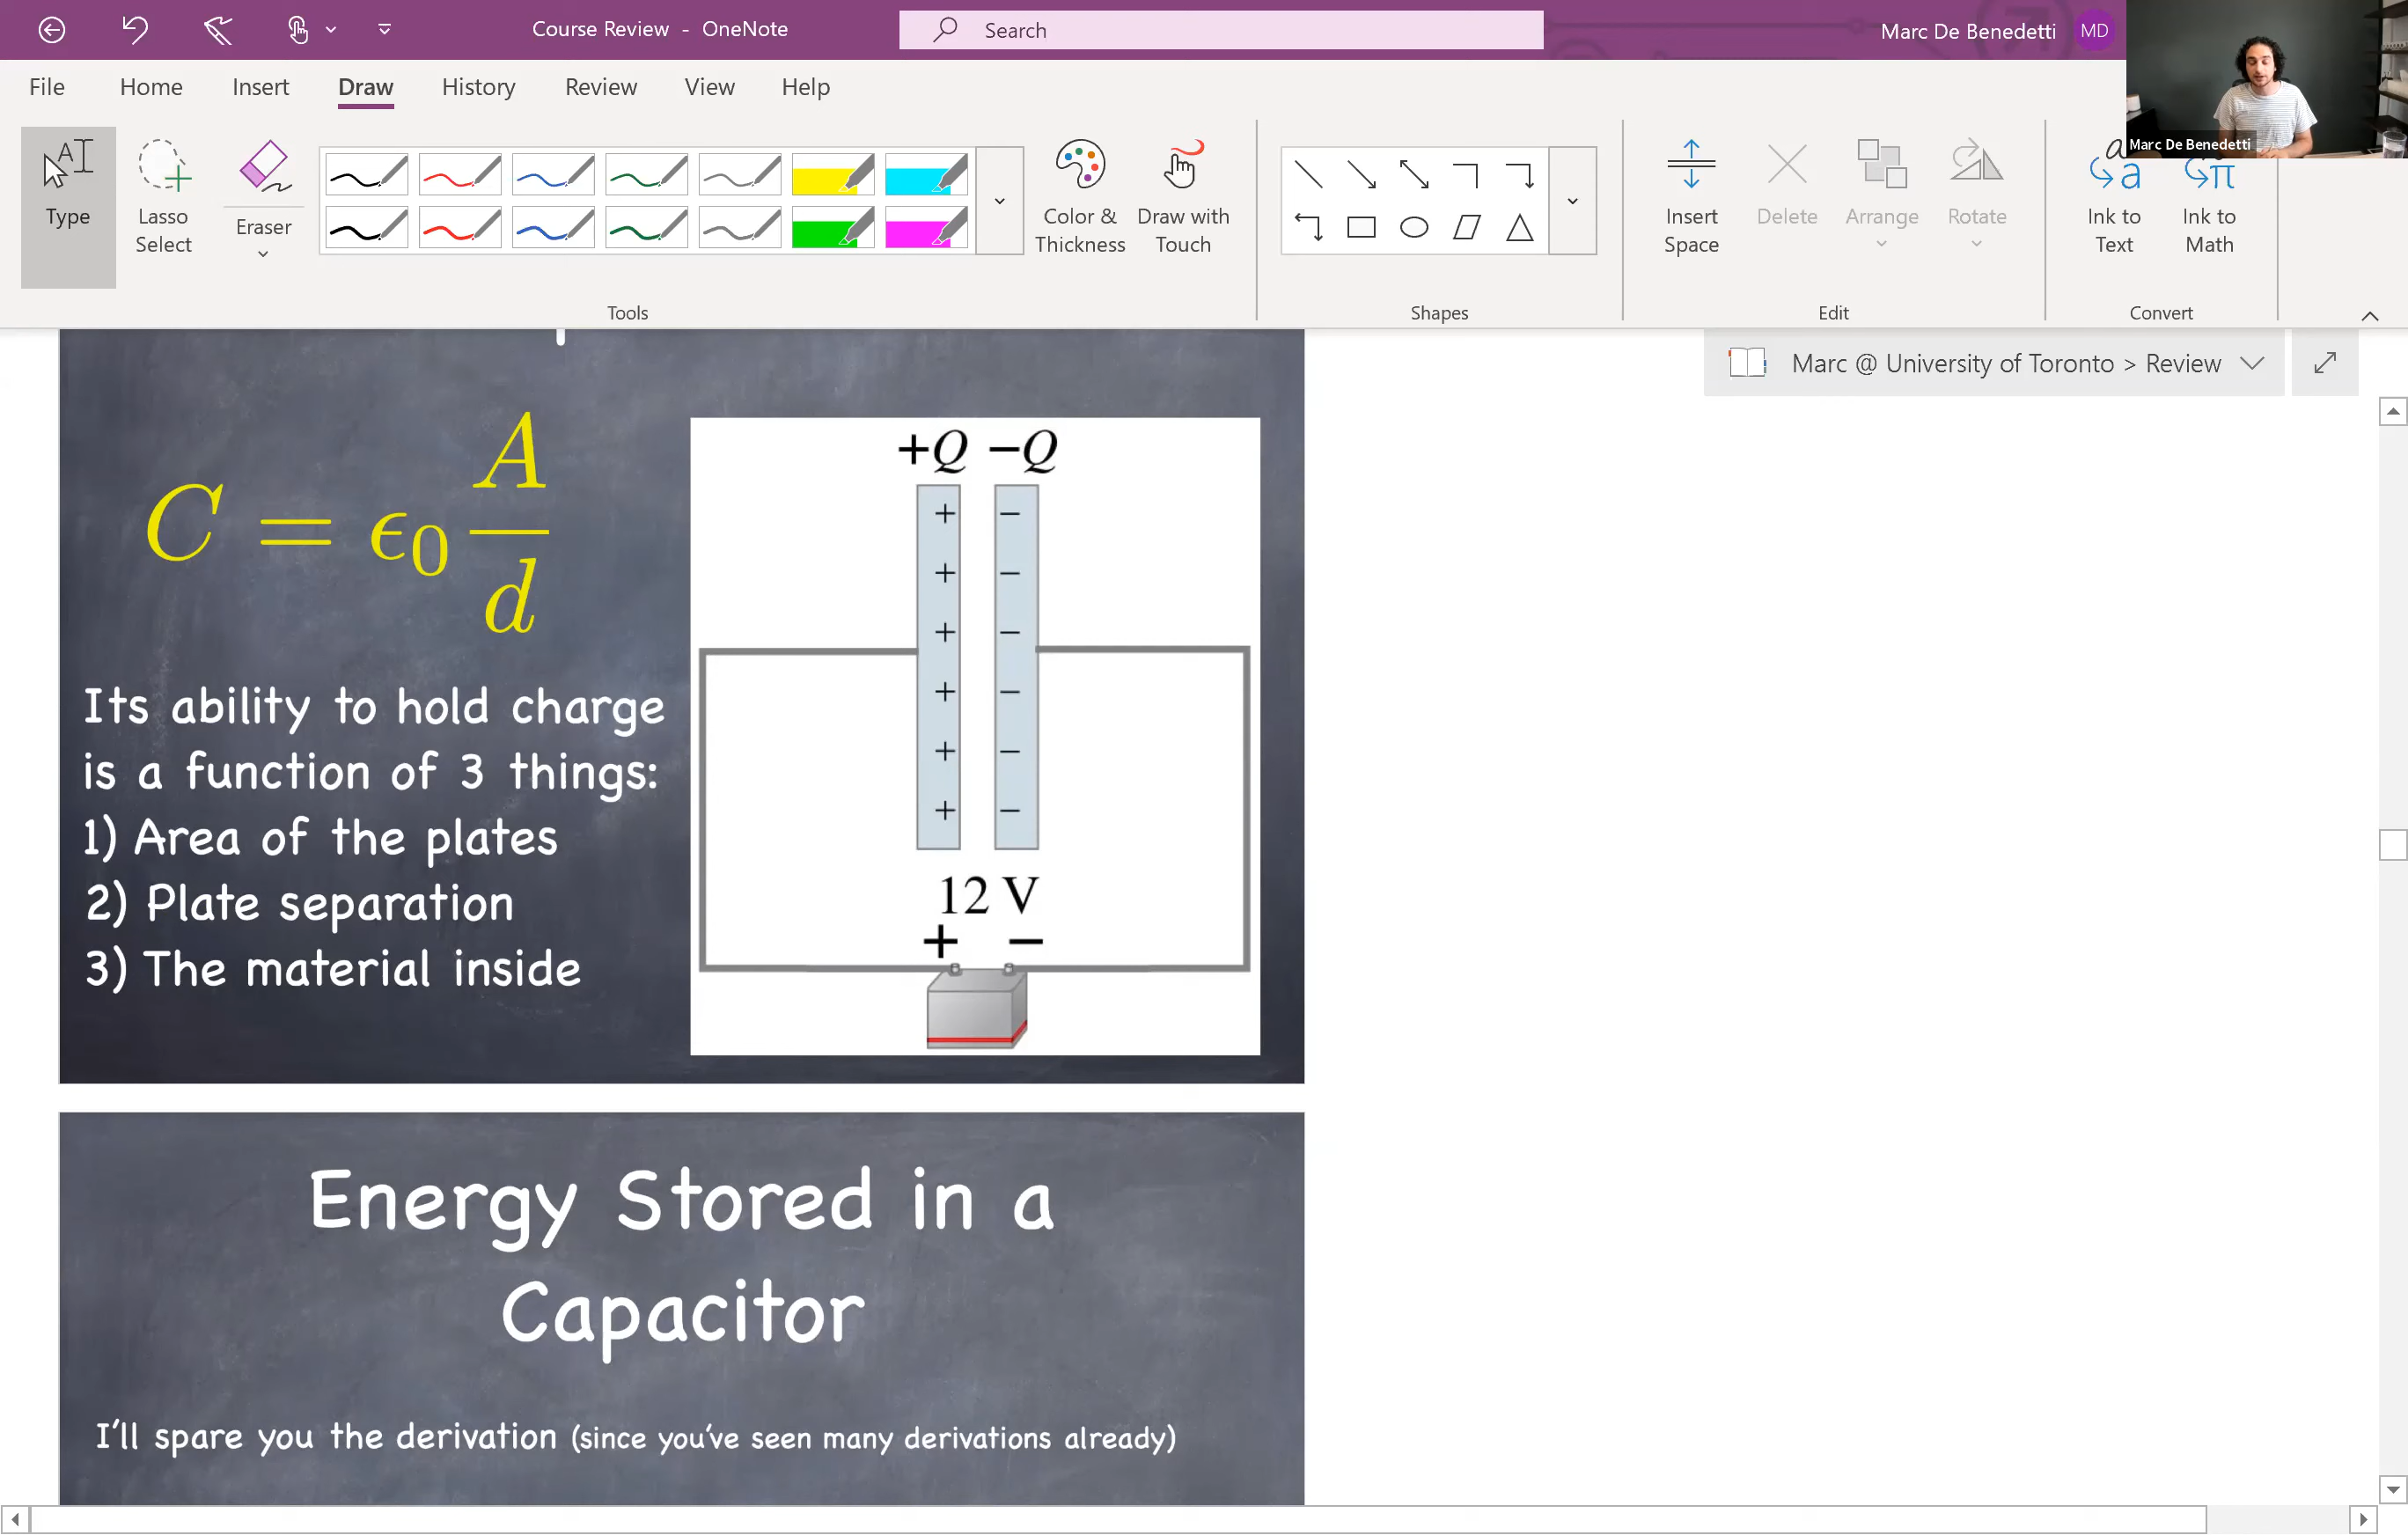 Course Review - OneNote
Search
Marc De Benedetti MD
File Home Insert Draw History Review View Help
Type
Lasso Select
Eraser
Color & Thickness
Draw with Touch
Insert Space
Delete
Arrange
Rotate
Ink to Text
Ink to Math
Marc De Benedetti
Tools
Shapes
Edit
Convert
Marc @ University of Toronto > Review
C = ϵ₀ A/d
Its ability to hold charge
is a function of 3 things:
1) Area of the plates
2) Plate separation
3) The material inside
+Q −Q
+ −
+ −
+ −
+ −
+ −
+ −
12 V
+ −
Energy Stored in a
Capacitor
I'll spare you the derivation (since you've seen many derivations already)